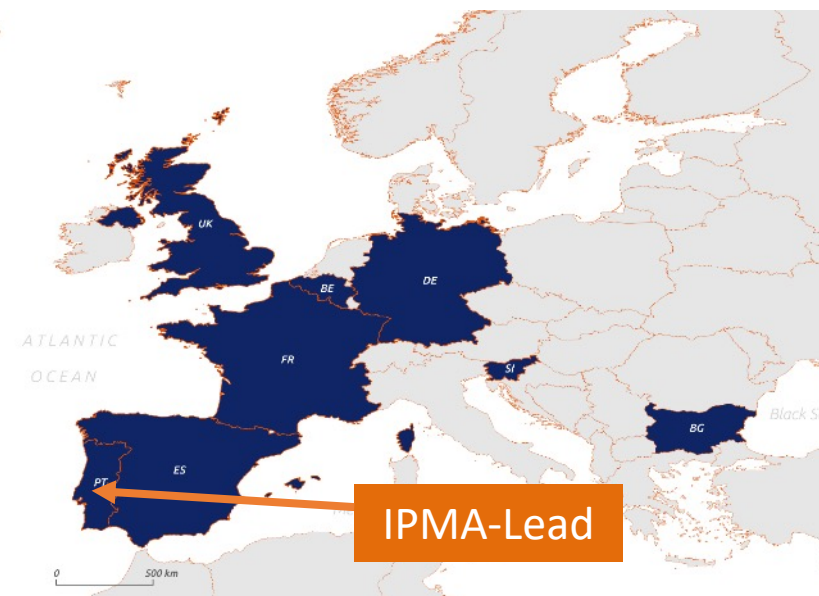 UK
BE
DE
ATLANTIC
OCEAN
FR
SI
Black S
BG
PT
ES
IPMA-Lead
0 500 km